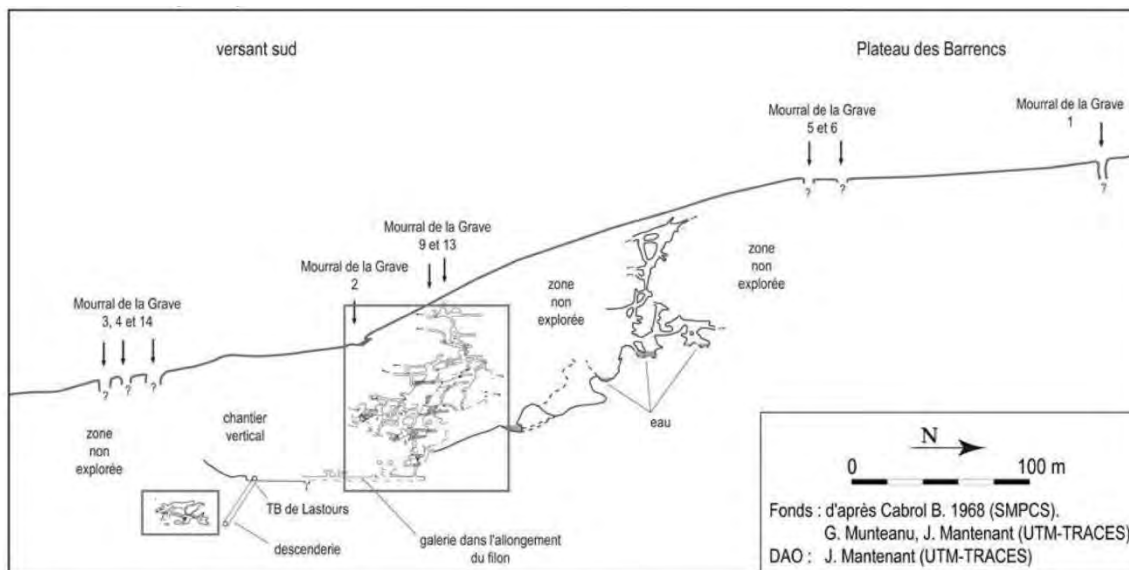 versant sud
Plateau des Barrencs
Mourral de la Grave
1
Mourral de la Grave
5 et 6
?
?
?
Mourral de la Grave
9 et 13
Mourral de la Grave
2
Mourral de la Grave
3, 4 et 14
?
?
?
zone
non
explorée
zone
non
explorée
zone
non
explorée
chantier
vertical
eau
TB de Lastours
descenderie
galerie dans l'allongement
du filon
N
0
100 m
Fonds : d'après Cabrol B. 1968 (SMPCS).
G. Munteanu, J. Mantenant (UTM-TRACES)
DAO : J. Mantenant (UTM-TRACES)